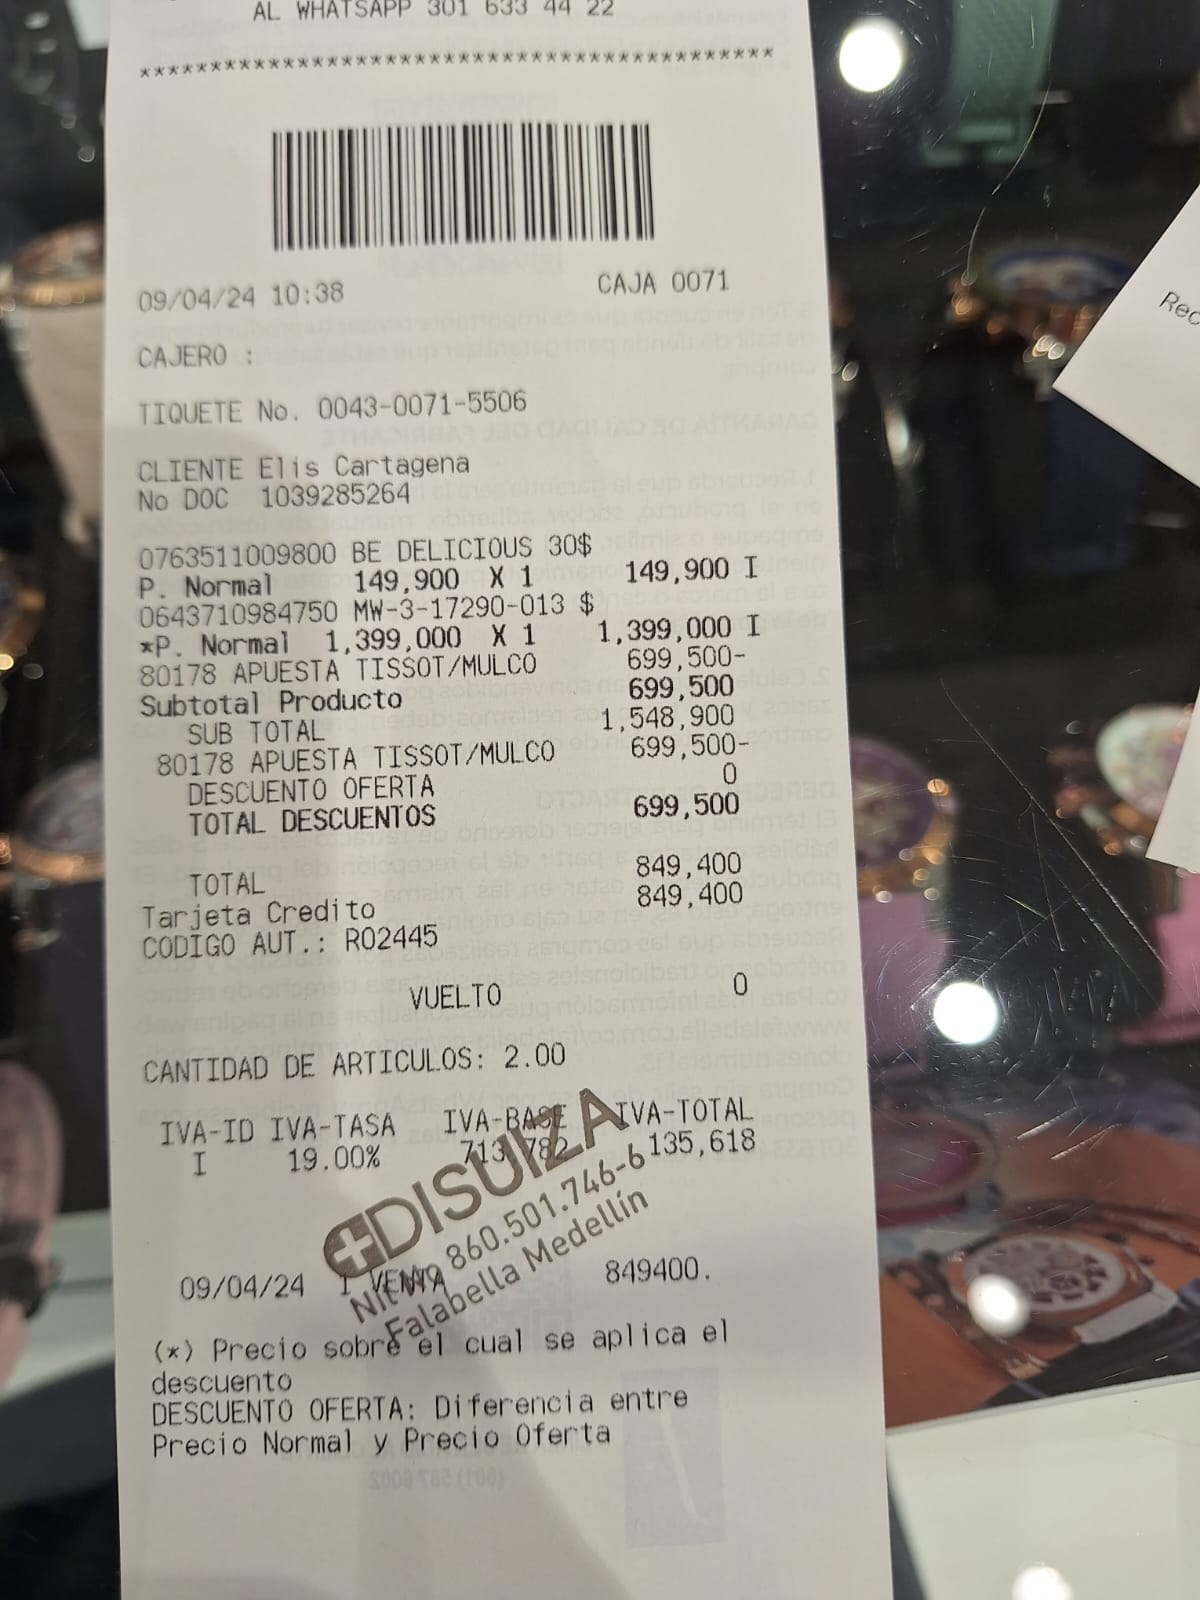 AL WHATSAPP 301 633 44 22
*********************************************
09/04/24 10:38 CAJA 0071
CAJERO :
TIQUETE No. 0043-0071-5506
CLIENTE Elis Cartagena
No DOC 1039285264
0763511009800 BE DELICIOUS 30$
P. Normal 149,900 X 1 149,900 I
0643710984750 MW-3-17290-013 $
*P. Normal 1,399,000 X 1 1,399,000 I
80178 APUESTA TISSOT/MULCO 699,500-
Subtotal Producto 699,500
SUB TOTAL 1,548,900
80178 APUESTA TISSOT/MULCO 699,500-
DESCUENTO OFERTA 0
TOTAL DESCUENTOS 699,500
TOTAL 849,400
Tarjeta Credito 849,400
CODIGO AUT.: R02445
VUELTO 0
CANTIDAD DE ARTICULOS: 2.00
IVA-ID IVA-TASA IVA-BASE IVA-TOTAL
I 19.00% 713,782 135,618
DISUIZA
Nit No 860.501.746-6
Falabella Medellín
09/04/24 1 VENTA 849400.
(*) Precio sobre el cual se aplica el
descuento
DESCUENTO OFERTA: Diferencia entre
Precio Normal y Precio Oferta
Rec